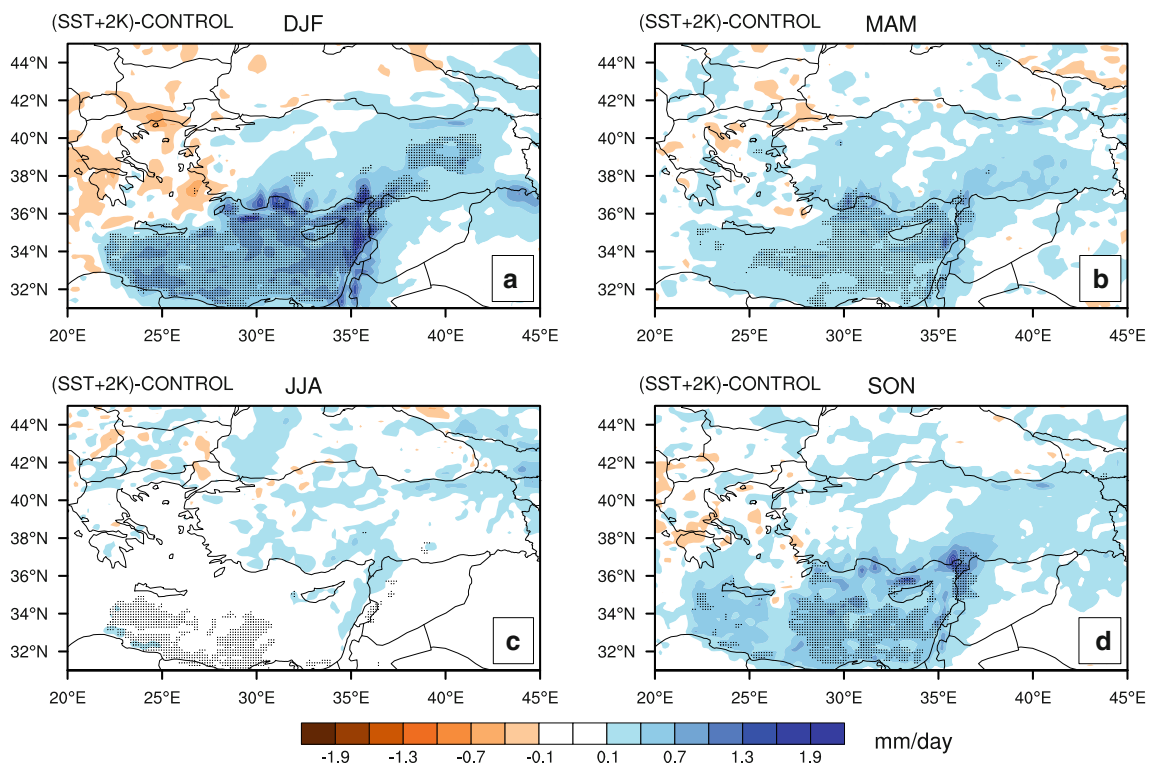 (SST+2K)-CONTROL DJF
44°N
42°N
40°N
38°N
36°N
34°N
32°N
a
20°E 25°E 30°E 35°E 40°E 45°E
(SST+2K)-CONTROL MAM
44°N
42°N
40°N
38°N
36°N
34°N
32°N
b
20°E 25°E 30°E 35°E 40°E 45°E
(SST+2K)-CONTROL JJA
44°N
42°N
40°N
38°N
36°N
34°N
32°N
c
20°E 25°E 30°E 35°E 40°E 45°E
(SST+2K)-CONTROL SON
44°N
42°N
40°N
38°N
36°N
34°N
32°N
d
20°E 25°E 30°E 35°E 40°E 45°E
-1.9 -1.3 -0.7 -0.1 0.1 0.7 1.3 1.9 mm/day